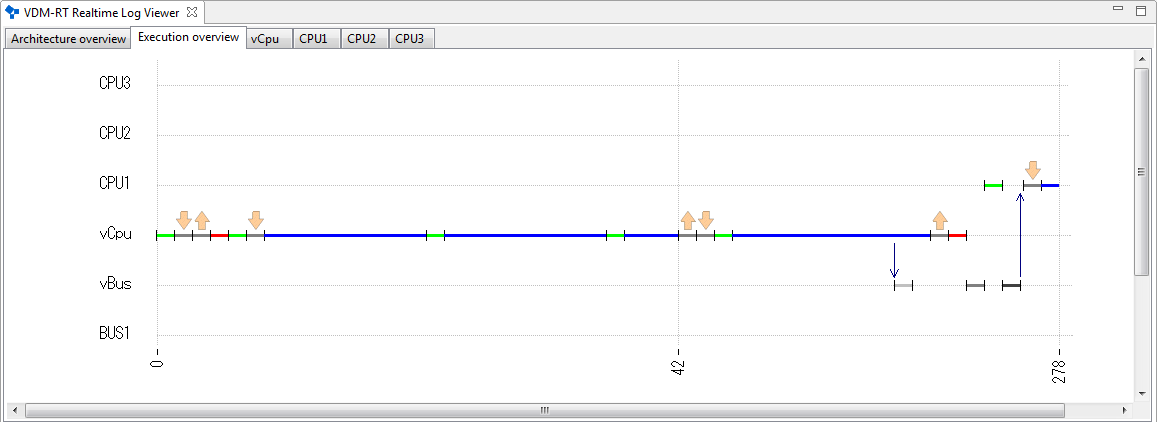 VDM-RT Realtime Log Viewer
Architecture overview Execution overview vCpu CPU1 CPU2 CPU3
CPU3
CPU2
CPU1
vCpu
vBus
BUS1
0 42 278